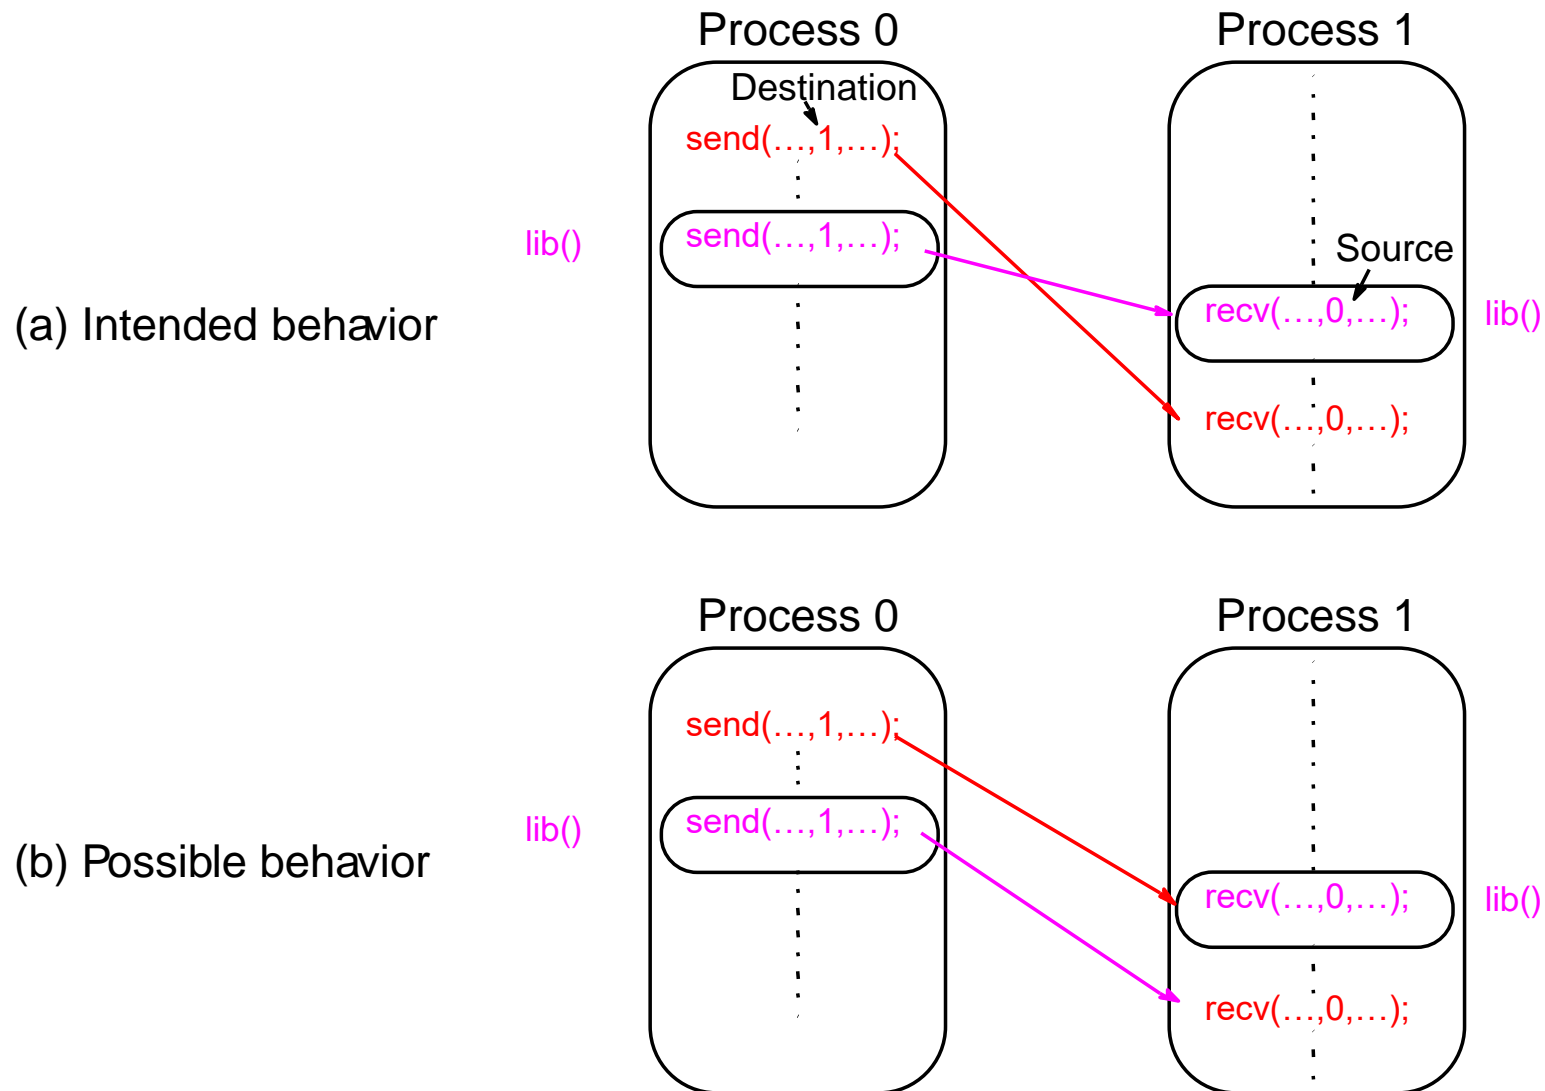 Process 0
Process 1
Destination
send(…,1,…);
lib()
send(…,1,…);
Source
(a) Intended behavior
recv(…,0,…);
lib()
recv(…,0,…);
Process 0
Process 1
send(…,1,…);
lib()
send(…,1,…);
(b) Possible behavior
recv(…,0,…);
lib()
recv(…,0,…);